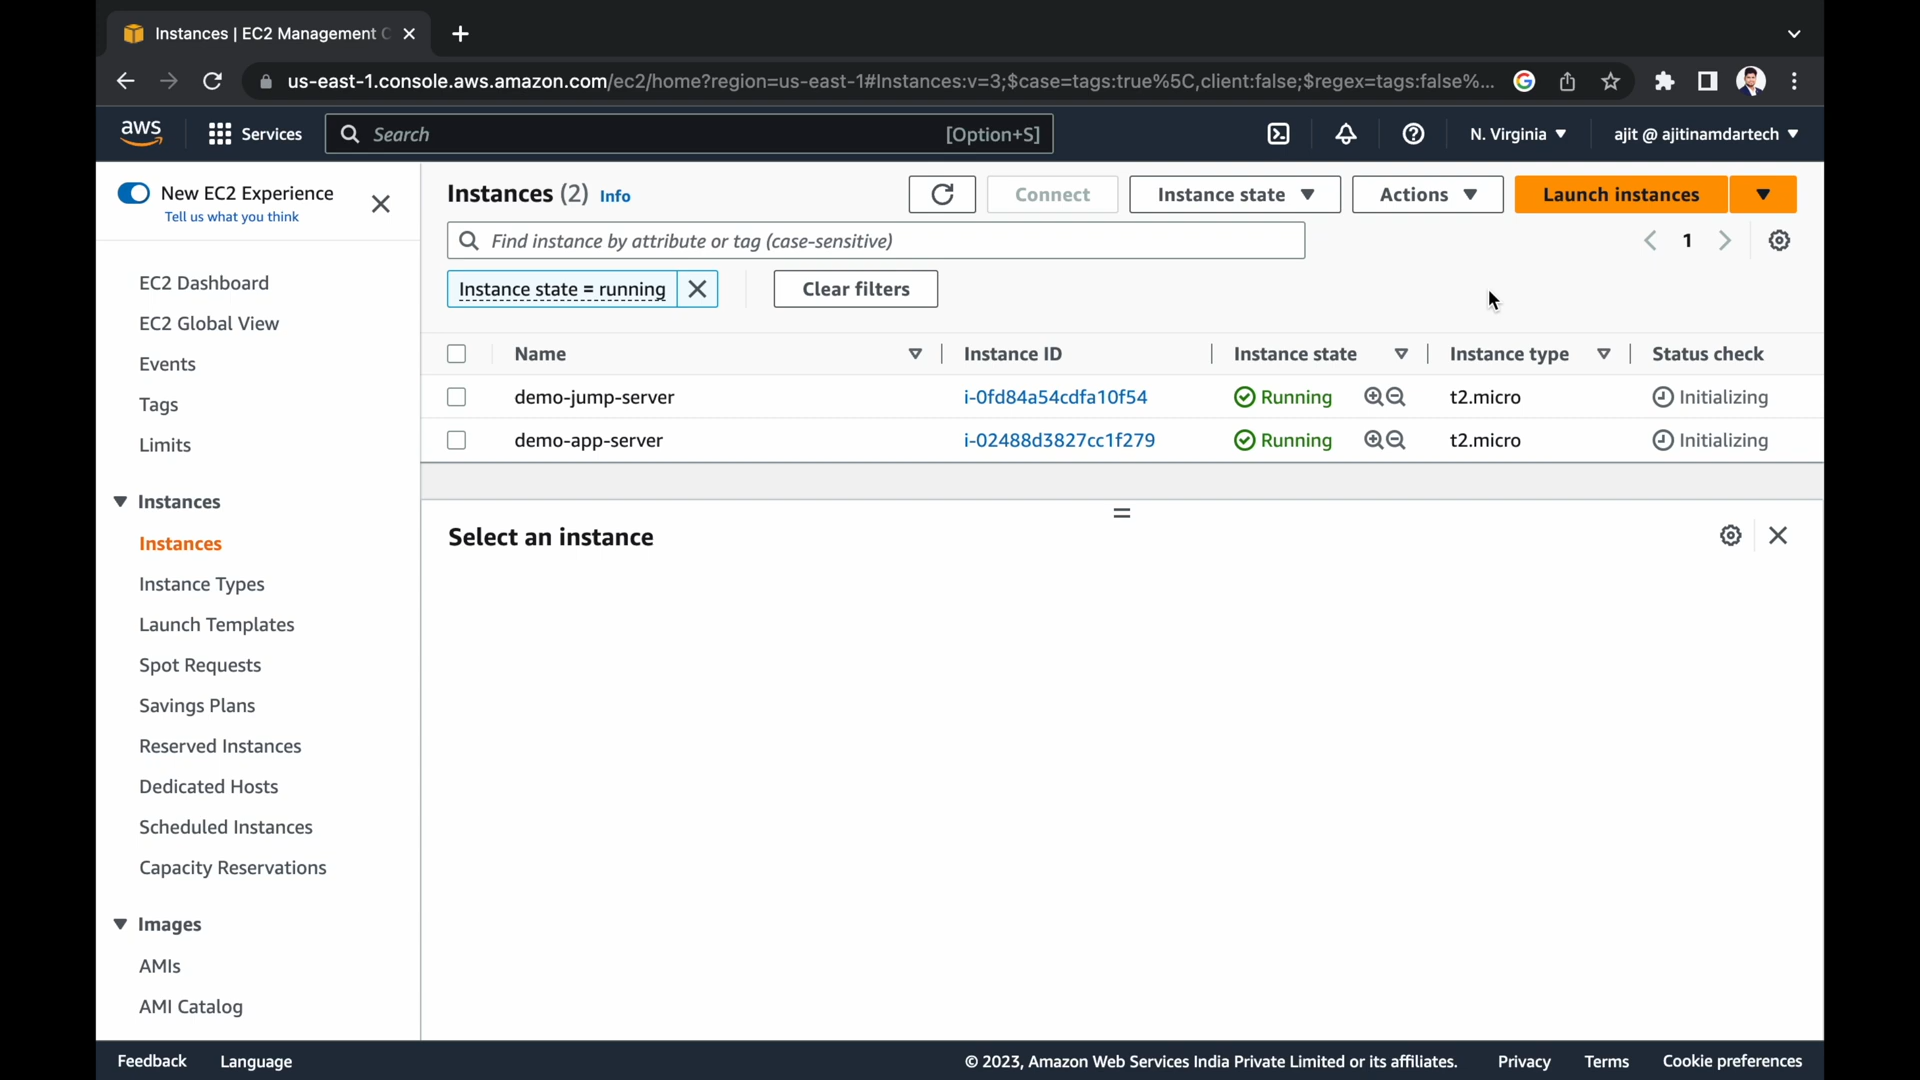 Instances | EC2 Management C
us-east-1.console.aws.amazon.com/ec2/home?region=us-east-1#Instances:v=3;$case=tags:true%5C,client:false;$regex=tags:false%...
aws
Services
Search
[Option+S]
N. Virginia
ajit @ ajitinamdartech
New EC2 Experience
Tell us what you think
EC2 Dashboard
EC2 Global View
Events
Tags
Limits
Instances
Instances
Instance Types
Launch Templates
Spot Requests
Savings Plans
Reserved Instances
Dedicated Hosts
Scheduled Instances
Capacity Reservations
Images
AMIs
AMI Catalog
Instances (2) Info
Connect
Instance state
Actions
Launch instances
Find instance by attribute or tag (case-sensitive)
1
Instance state = running
Clear filters
Name Instance ID Instance state Instance type Status check
demo-jump-server i-0fd84a54cdfa10f54 Running t2.micro Initializing
demo-app-server i-02488d3827cc1f279 Running t2.micro Initializing
Select an instance
Feedback Language © 2023, Amazon Web Services India Private Limited or its affiliates. Privacy Terms Cookie preferences